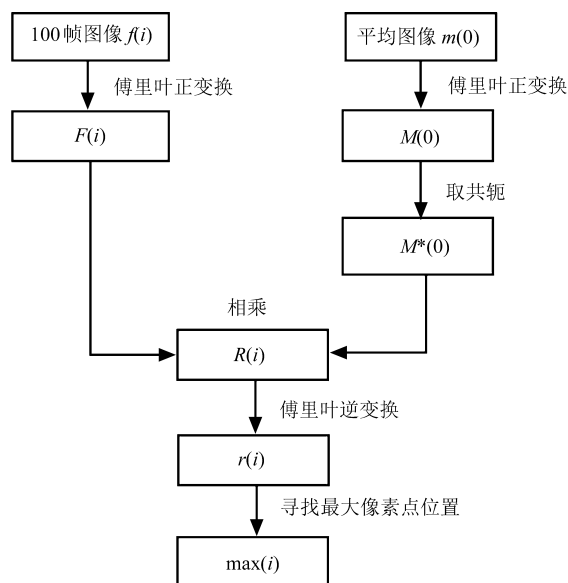 100帧图像 f(i)
平均图像 m(0)
傅里叶正变换
傅里叶正变换
F(i)
M(0)
取共轭
M*(0)
相乘
R(i)
傅里叶逆变换
r(i)
寻找最大像素点位置
max(i)